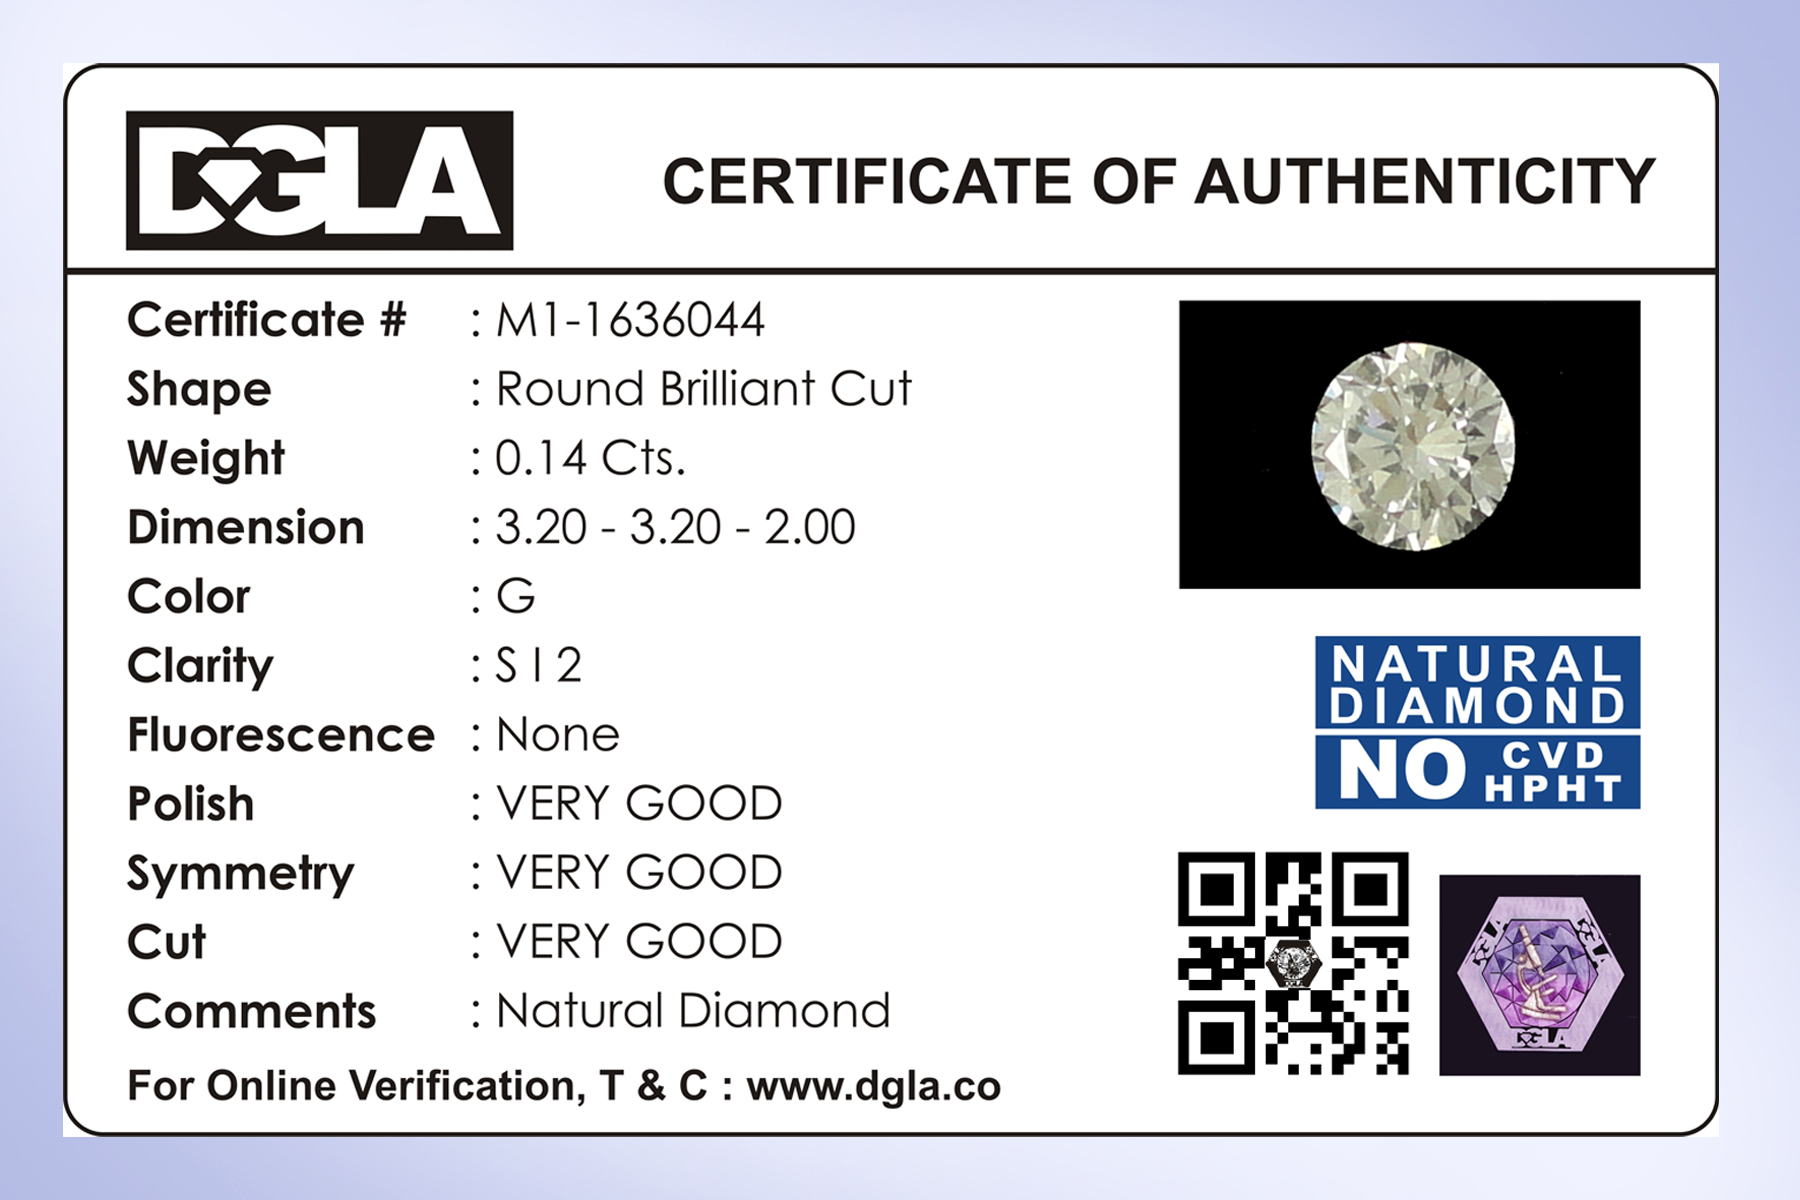 DGLA
CERTIFICATE OF AUTHENTICITY
Certificate # : M1-1636044
Shape : Round Brilliant Cut
Weight : 0.14 Cts.
Dimension : 3.20 - 3.20 - 2.00
Color : G
Clarity : S I 2
Fluorescence : None
Polish : VERY GOOD
Symmetry : VERY GOOD
Cut : VERY GOOD
Comments : Natural Diamond
For Online Verification, T & C : www.dgla.co
NATURAL
DIAMOND
NO CVD
HPHT
DGLA
DGLA